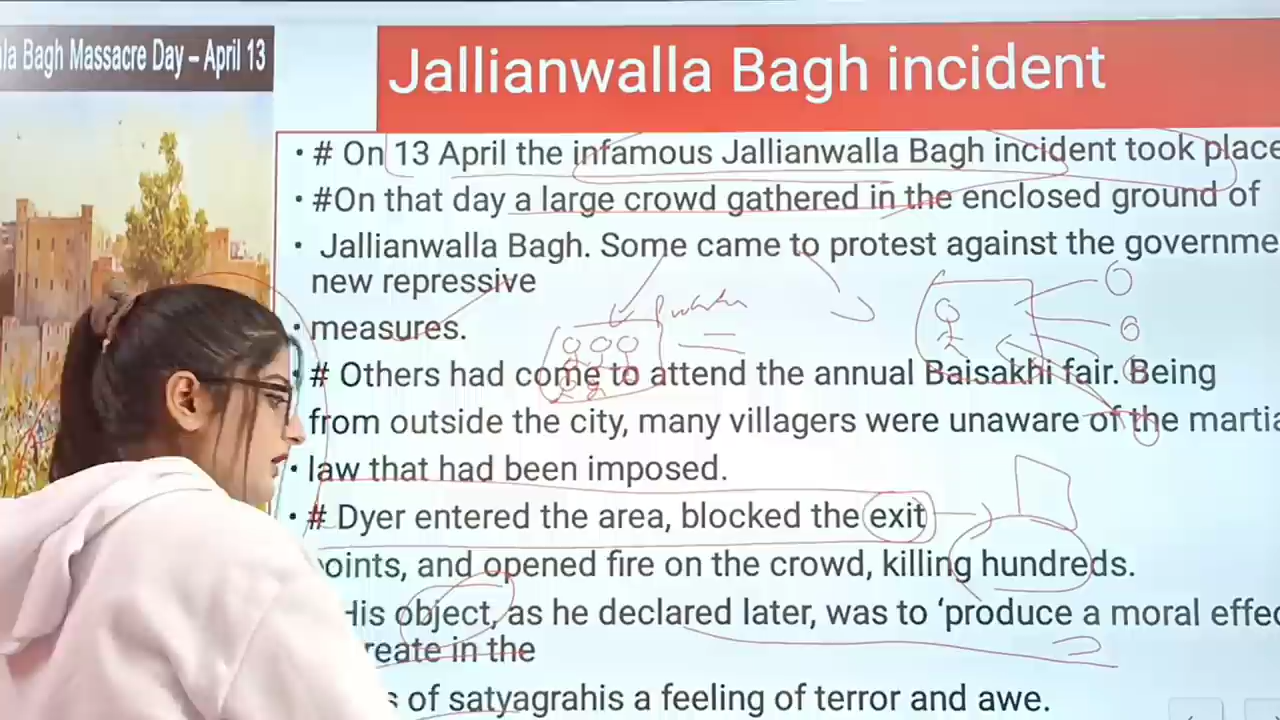 la Bagh Massacre Day – April 13
Jallianwalla Bagh incident
• # On 13 April the infamous Jallianwalla Bagh incident took place
• #On that day a large crowd gathered in the enclosed ground of
• Jallianwalla Bagh. Some came to protest against the governme
new repressive
• measures.
# Others had come to attend the annual Baisakhi fair. Being
from outside the city, many villagers were unaware of the martia
• law that had been imposed.
• # Dyer entered the area, blocked the exit
oints, and opened fire on the crowd, killing hundreds.
His object, as he declared later, was to ‘produce a moral effec
reate in the
s of satyagrahis a feeling of terror and awe.